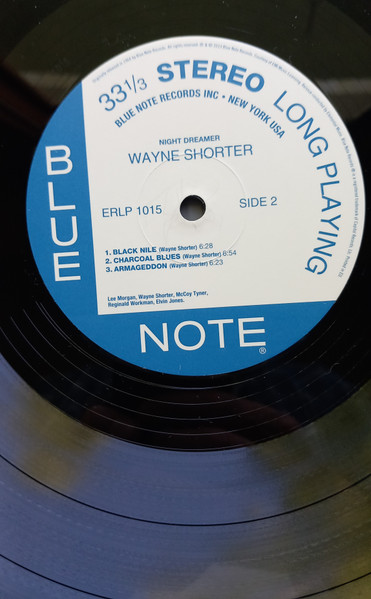 33 1/3 STEREO LONG PLAYING
BLUE NOTE RECORDS INC • NEW YORK USA
NIGHT DREAMER
WAYNE SHORTER
ERLP 1015
SIDE 2
1. BLACK NILE (Wayne Shorter) 6:28
2. CHARCOAL BLUES (Wayne Shorter) 6:54
3. ARMAGEDDON (Wayne Shorter) 6:23
Lee Morgan, Wayne Shorter, McCoy Tyner,
Reginald Workman, Elvin Jones.
BLUE
NOTE®